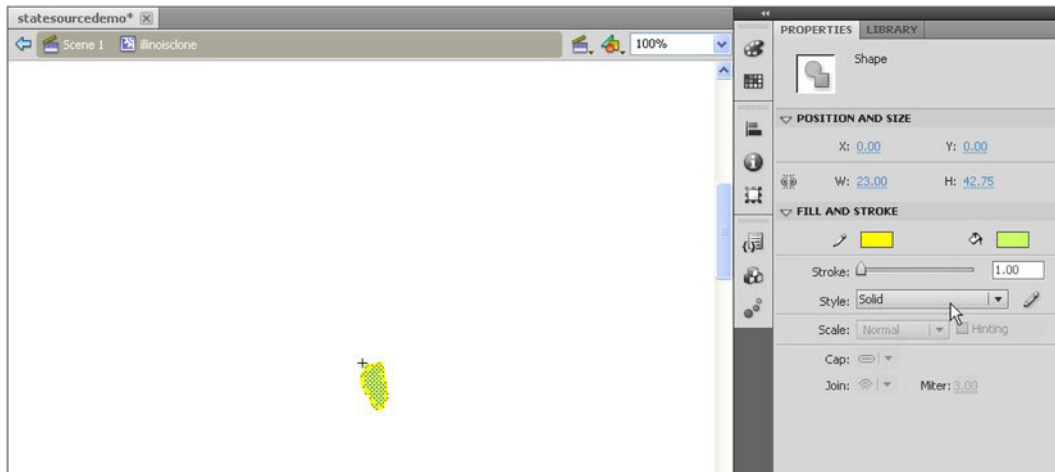 statesourcedemo*
Scene 1 illinoisclone 100%
PROPERTIES LIBRARY
Shape
POSITION AND SIZE
X: 0.00 Y: 0.00
W: 23.00 H: 42.75
FILL AND STROKE
Stroke: 1.00
Style: Solid
Scale: Normal Hinting
Cap:
Join: Miter: 3.00